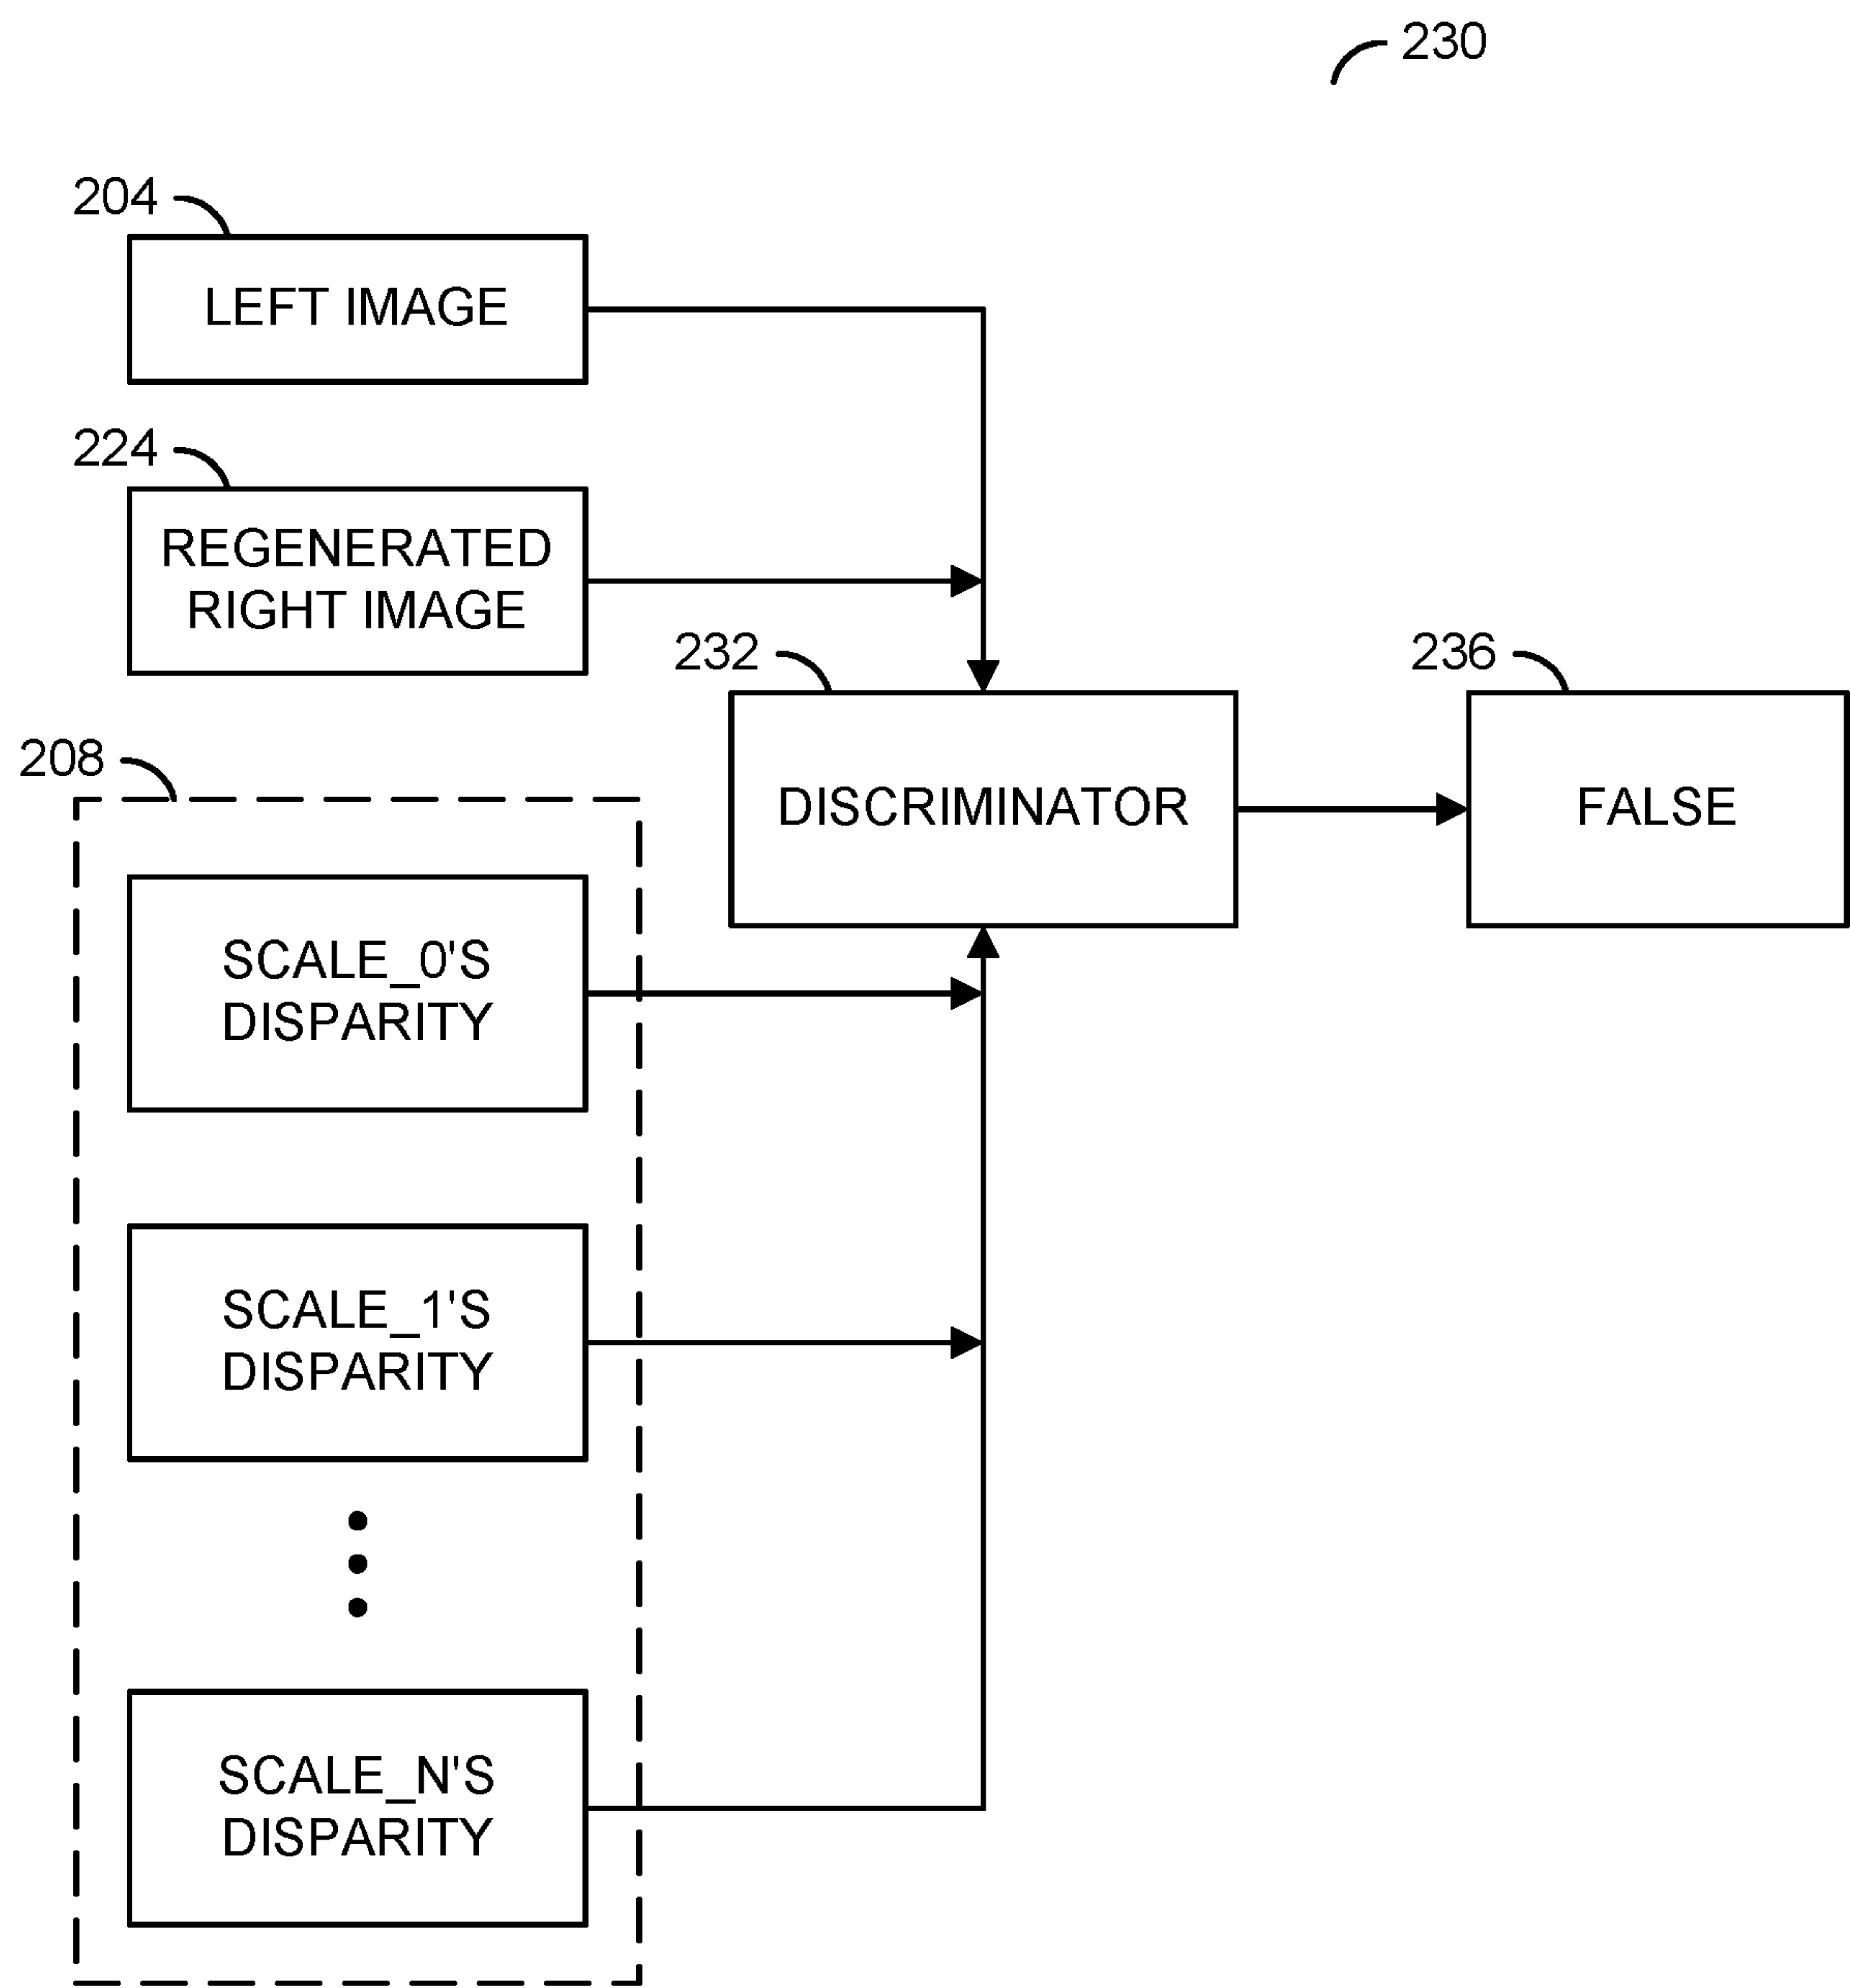 230
204
LEFT IMAGE
224
REGENERATED
RIGHT IMAGE
232
236
DISCRIMINATOR
FALSE
208
SCALE_0'S
DISPARITY
SCALE_1'S
DISPARITY
SCALE_N'S
DISPARITY